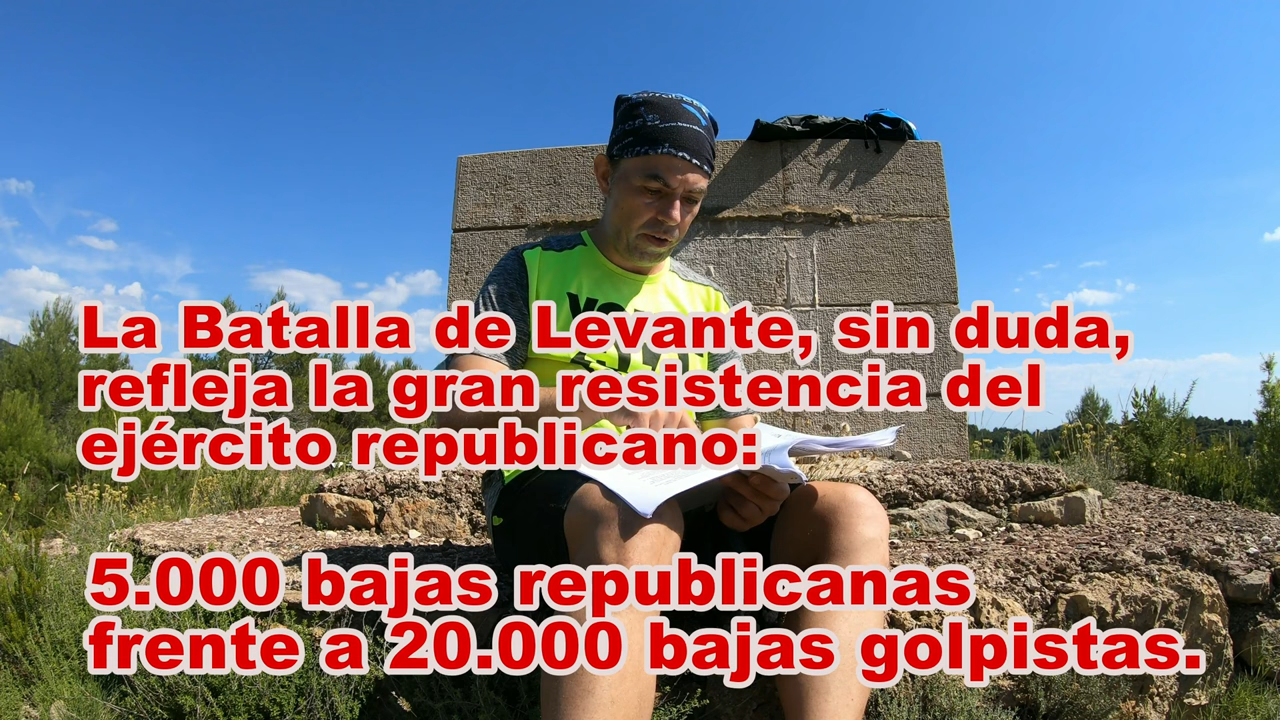 La Batalla de Levante, sin duda,
refleja la gran resistencia del
ejército republicano:
5.000 bajas republicanas
frente a 20.000 bajas golpistas.